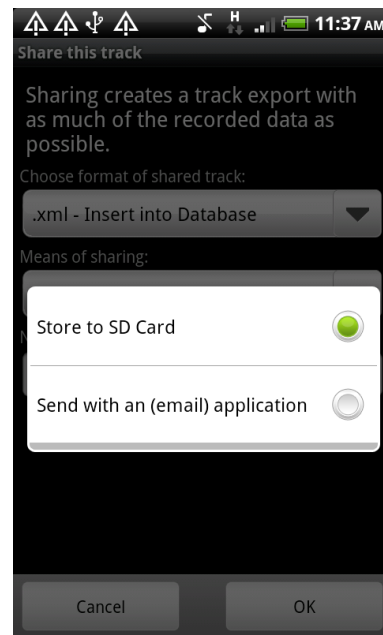 H
11:37 AM
Share this track
Sharing creates a track export with
as much of the recorded data as
possible.
Choose format of shared track:
.xml - Insert into Database
Means of sharing:
Store to SD Card
N
Send with an (email) application
Cancel
OK